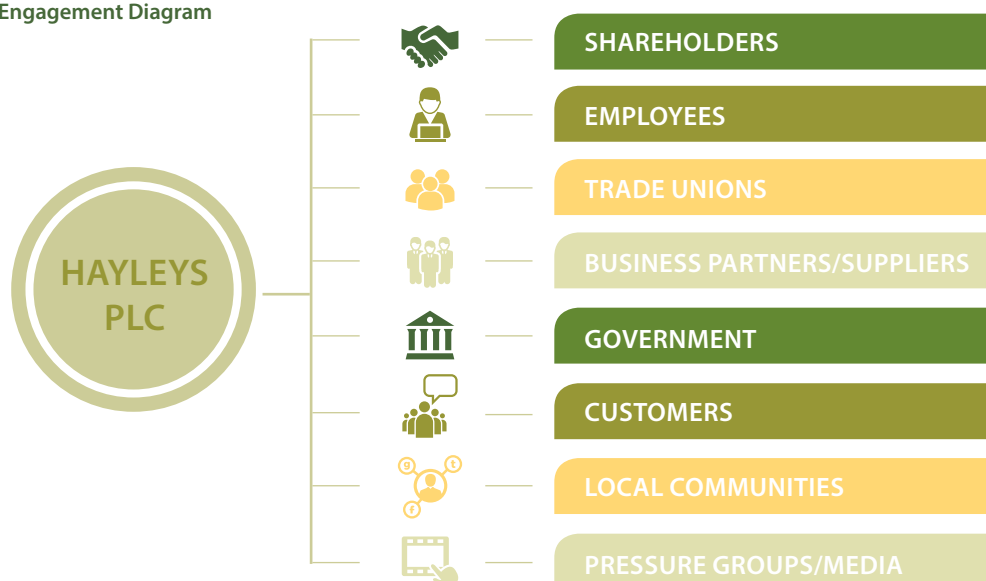 Engagement Diagram
HAYLEYS
PLC
SHAREHOLDERS
EMPLOYEES
TRADE UNIONS
BUSINESS PARTNERS/SUPPLIERS
GOVERNMENT
CUSTOMERS
g
t
f
LOCAL COMMUNITIES
PRESSURE GROUPS/MEDIA